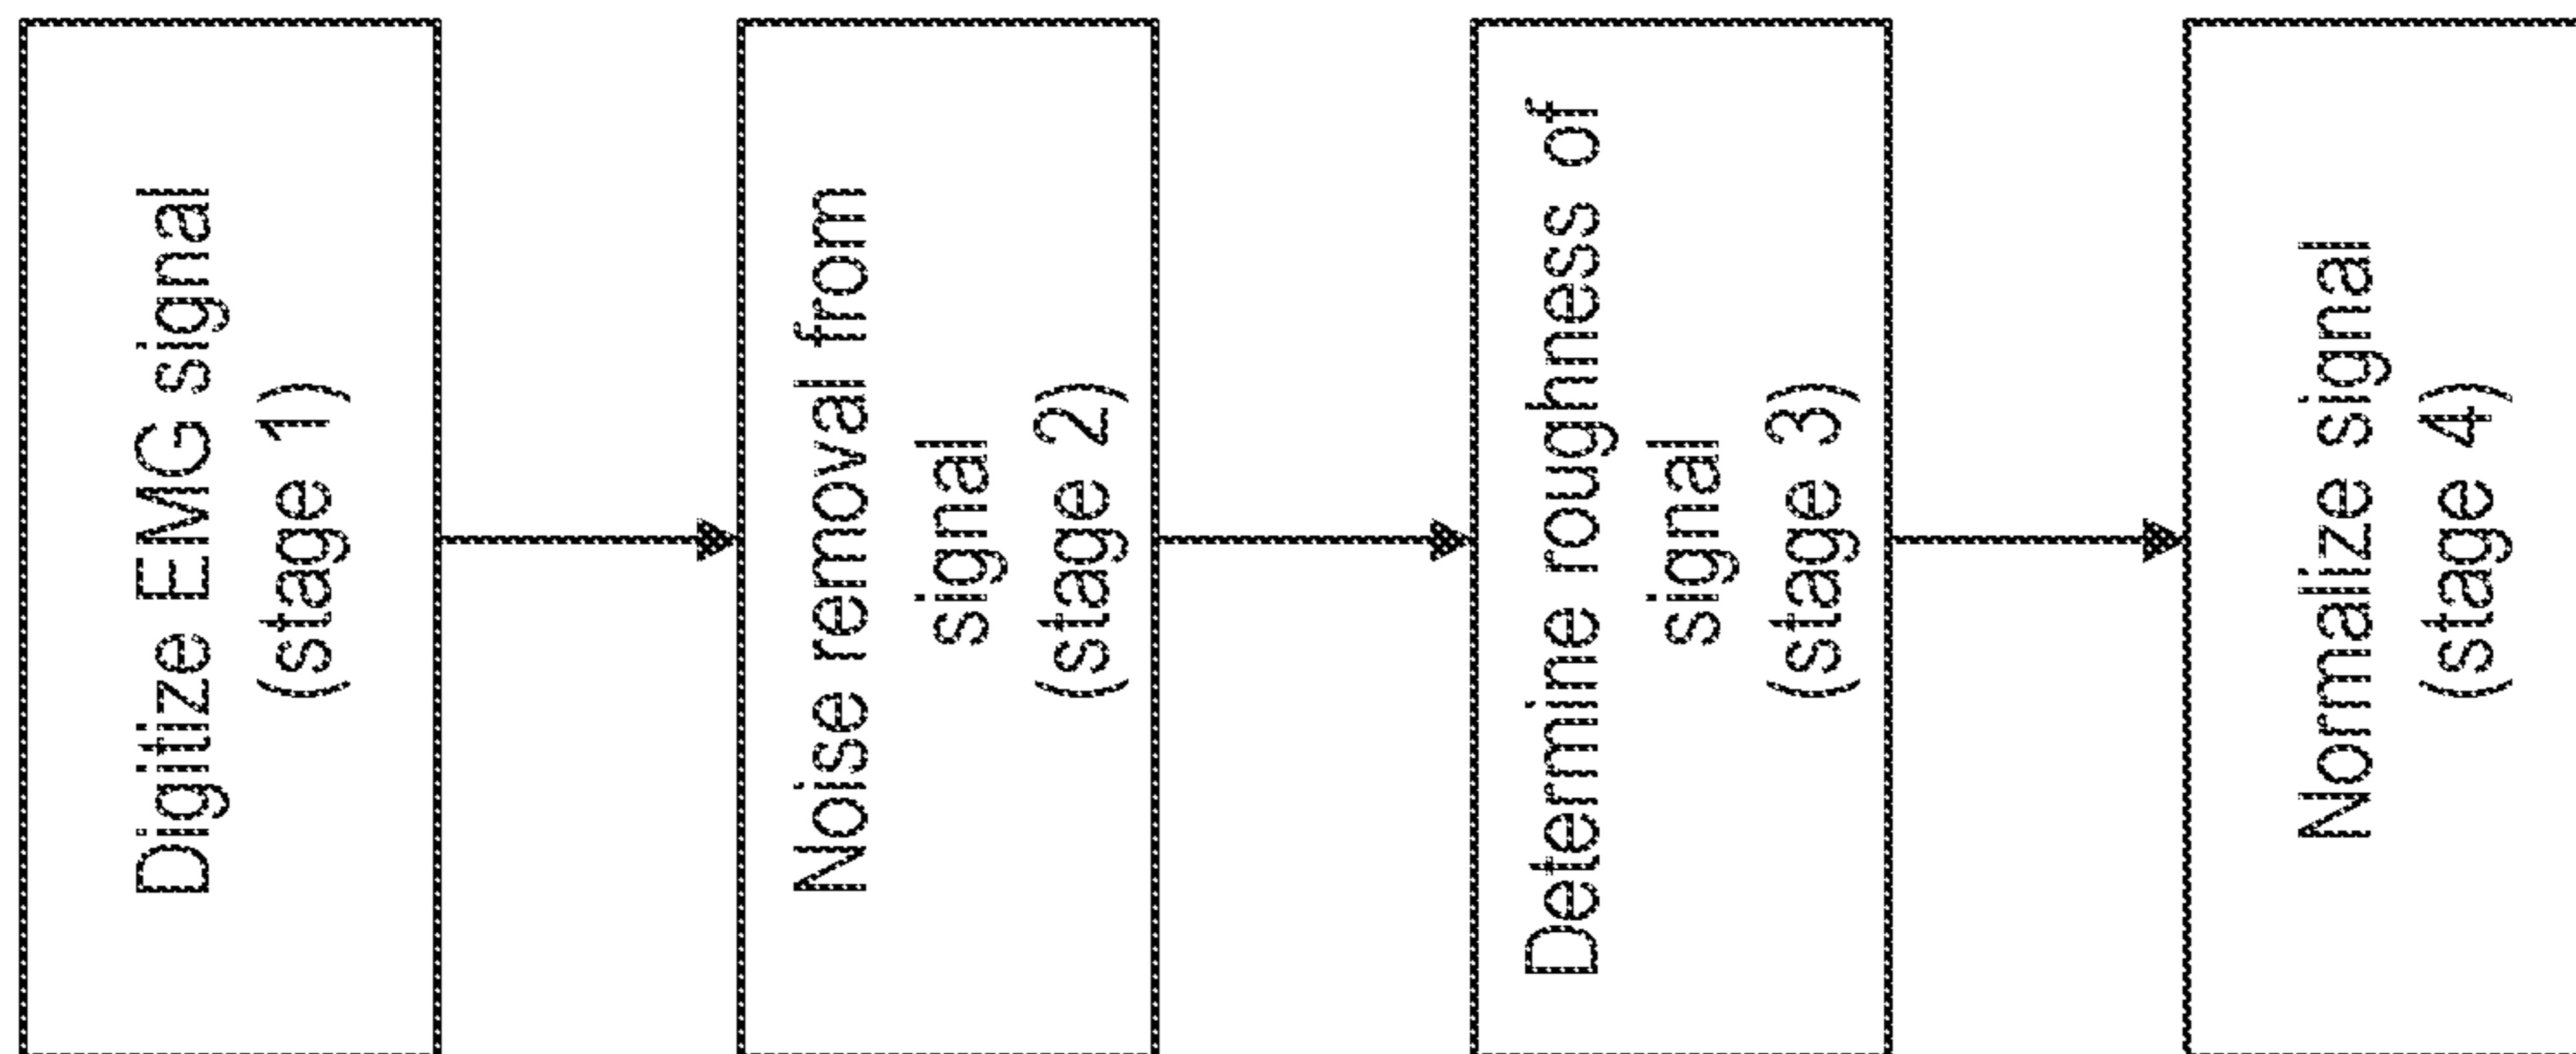 Digitize EMG signal
(stage 1)
Noise removal from
signal
(stage 2)
Determine roughness of
signal
(stage 3)
Normalize signal
(stage 4)